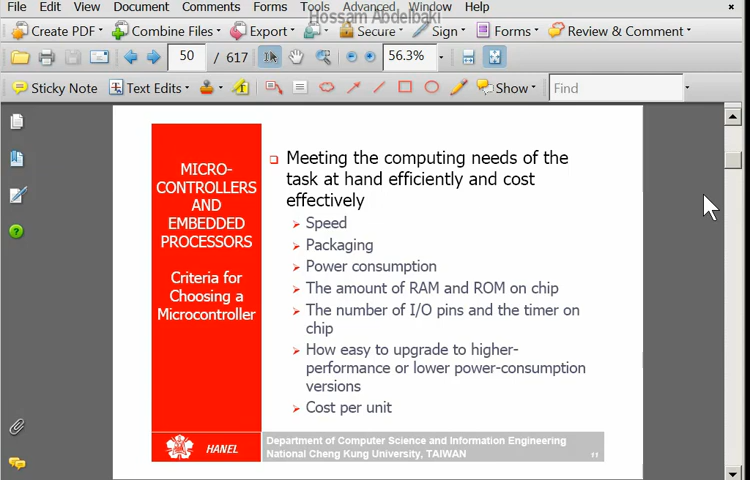 File Edit View Document Comments Forms Tools Advanced Window Help
Hossam Abdelbaki
Create PDF Combine Files Export Secure Sign Forms Review & Comment
50 / 617 56.3%
Sticky Note Text Edits Show Find
MICRO-
CONTROLLERS
AND
EMBEDDED
PROCESSORS
Criteria for
Choosing a
Microcontroller
Meeting the computing needs of the
task at hand efficiently and cost
effectively
Speed
Packaging
Power consumption
The amount of RAM and ROM on chip
The number of I/O pins and the timer on
chip
How easy to upgrade to higher-
performance or lower power-consumption
versions
Cost per unit
HANEL
Department of Computer Science and Information Engineering
National Cheng Kung University, TAIWAN
11